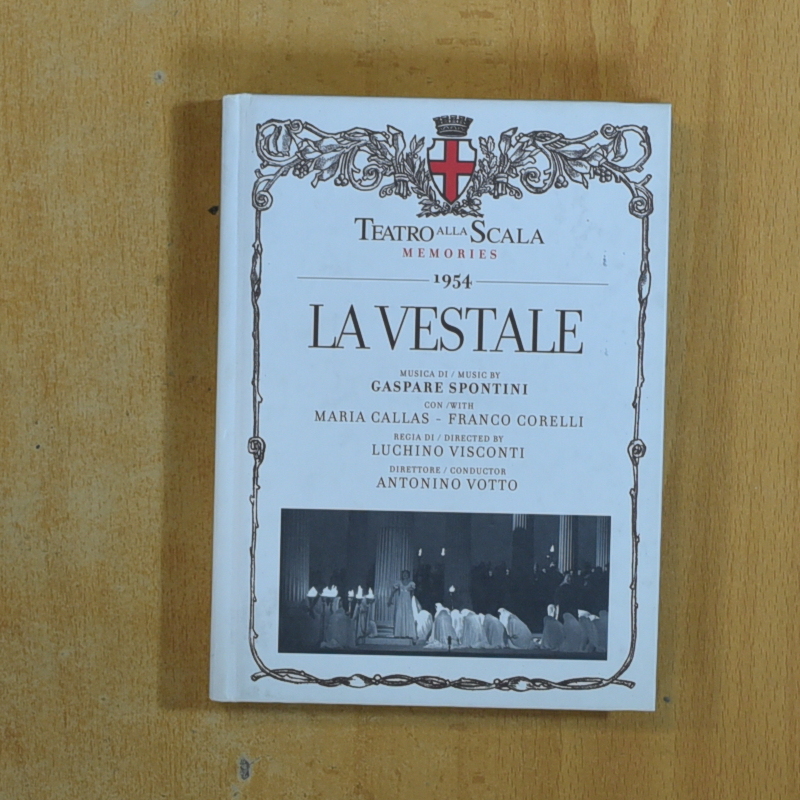 TEATRO ALLA SCALA
MEMORIES
1954
LA VESTALE
MUSICA DI / MUSIC BY
GASPARE SPONTINI
CON /WITH
MARIA CALLAS - FRANCO CORELLI
REGIA DI / DIRECTED BY
LUCHINO VISCONTI
DIRETTORE / CONDUCTOR
ANTONINO VOTTO